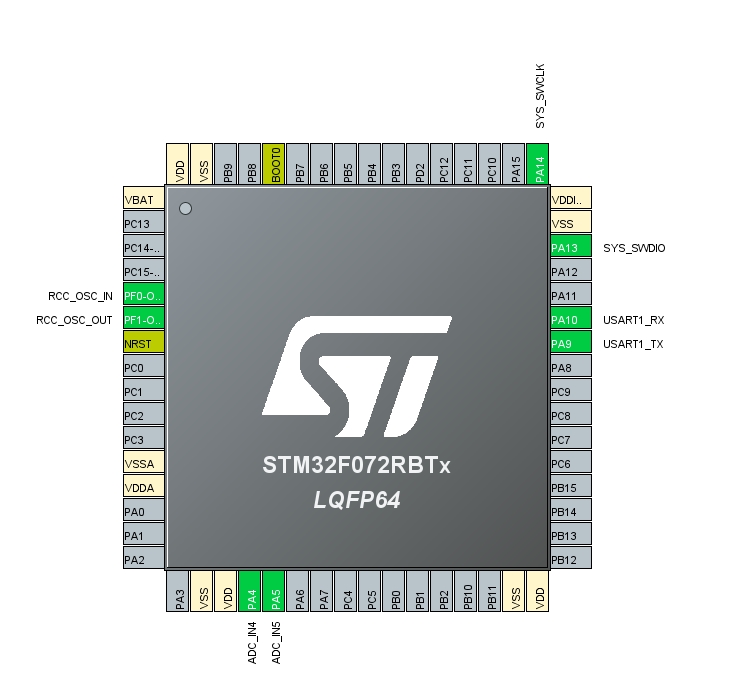 SYS_SWCLK
VDD
VSS
PB9
PB8
BOOT0
PB7
PB6
PB5
PB4
PB3
PD2
PC12
PC11
PC10
PA15
PA14
VBAT
PC13
PC14-..
PC15-..
RCC_OSC_IN PF0-O..
RCC_OSC_OUT PF1-O..
NRST
PC0
PC1
PC2
PC3
VSSA
VDDA
PA0
PA1
PA2
ST
STM32F072RBTx
LQFP64
VDDI..
VSS
PA13 SYS_SWDIO
PA12
PA11
PA10 USART1_RX
PA9 USART1_TX
PA8
PC9
PC8
PC7
PC6
PB15
PB14
PB13
PB12
PA3
VSS
VDD
PA4
PA5
PA6
PA7
PC4
PC5
PB0
PB1
PB2
PB10
PB11
VSS
VDD
ADC_IN4
ADC_IN5